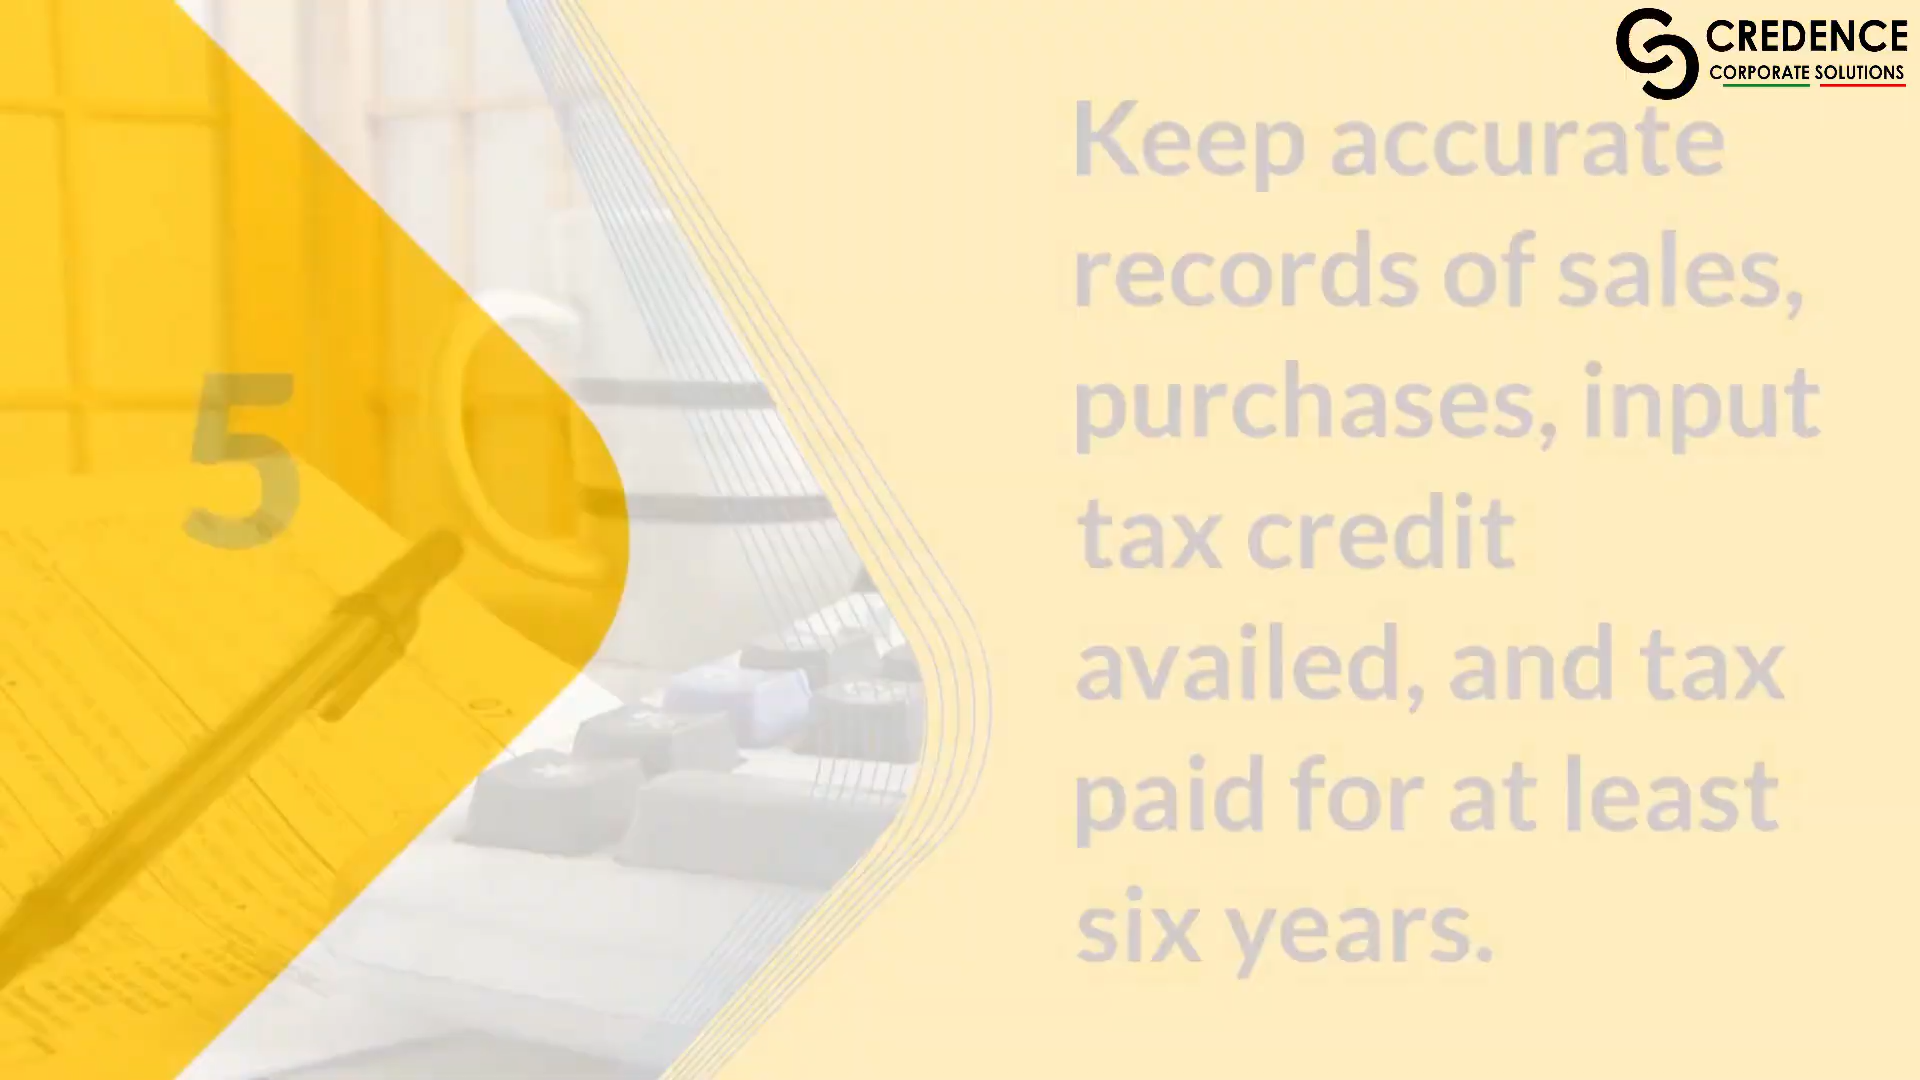 CREDENCE
CORPORATE SOLUTIONS
5
Keep accurate
records of sales,
purchases, input
tax credit
availed, and tax
paid for at least
six years.